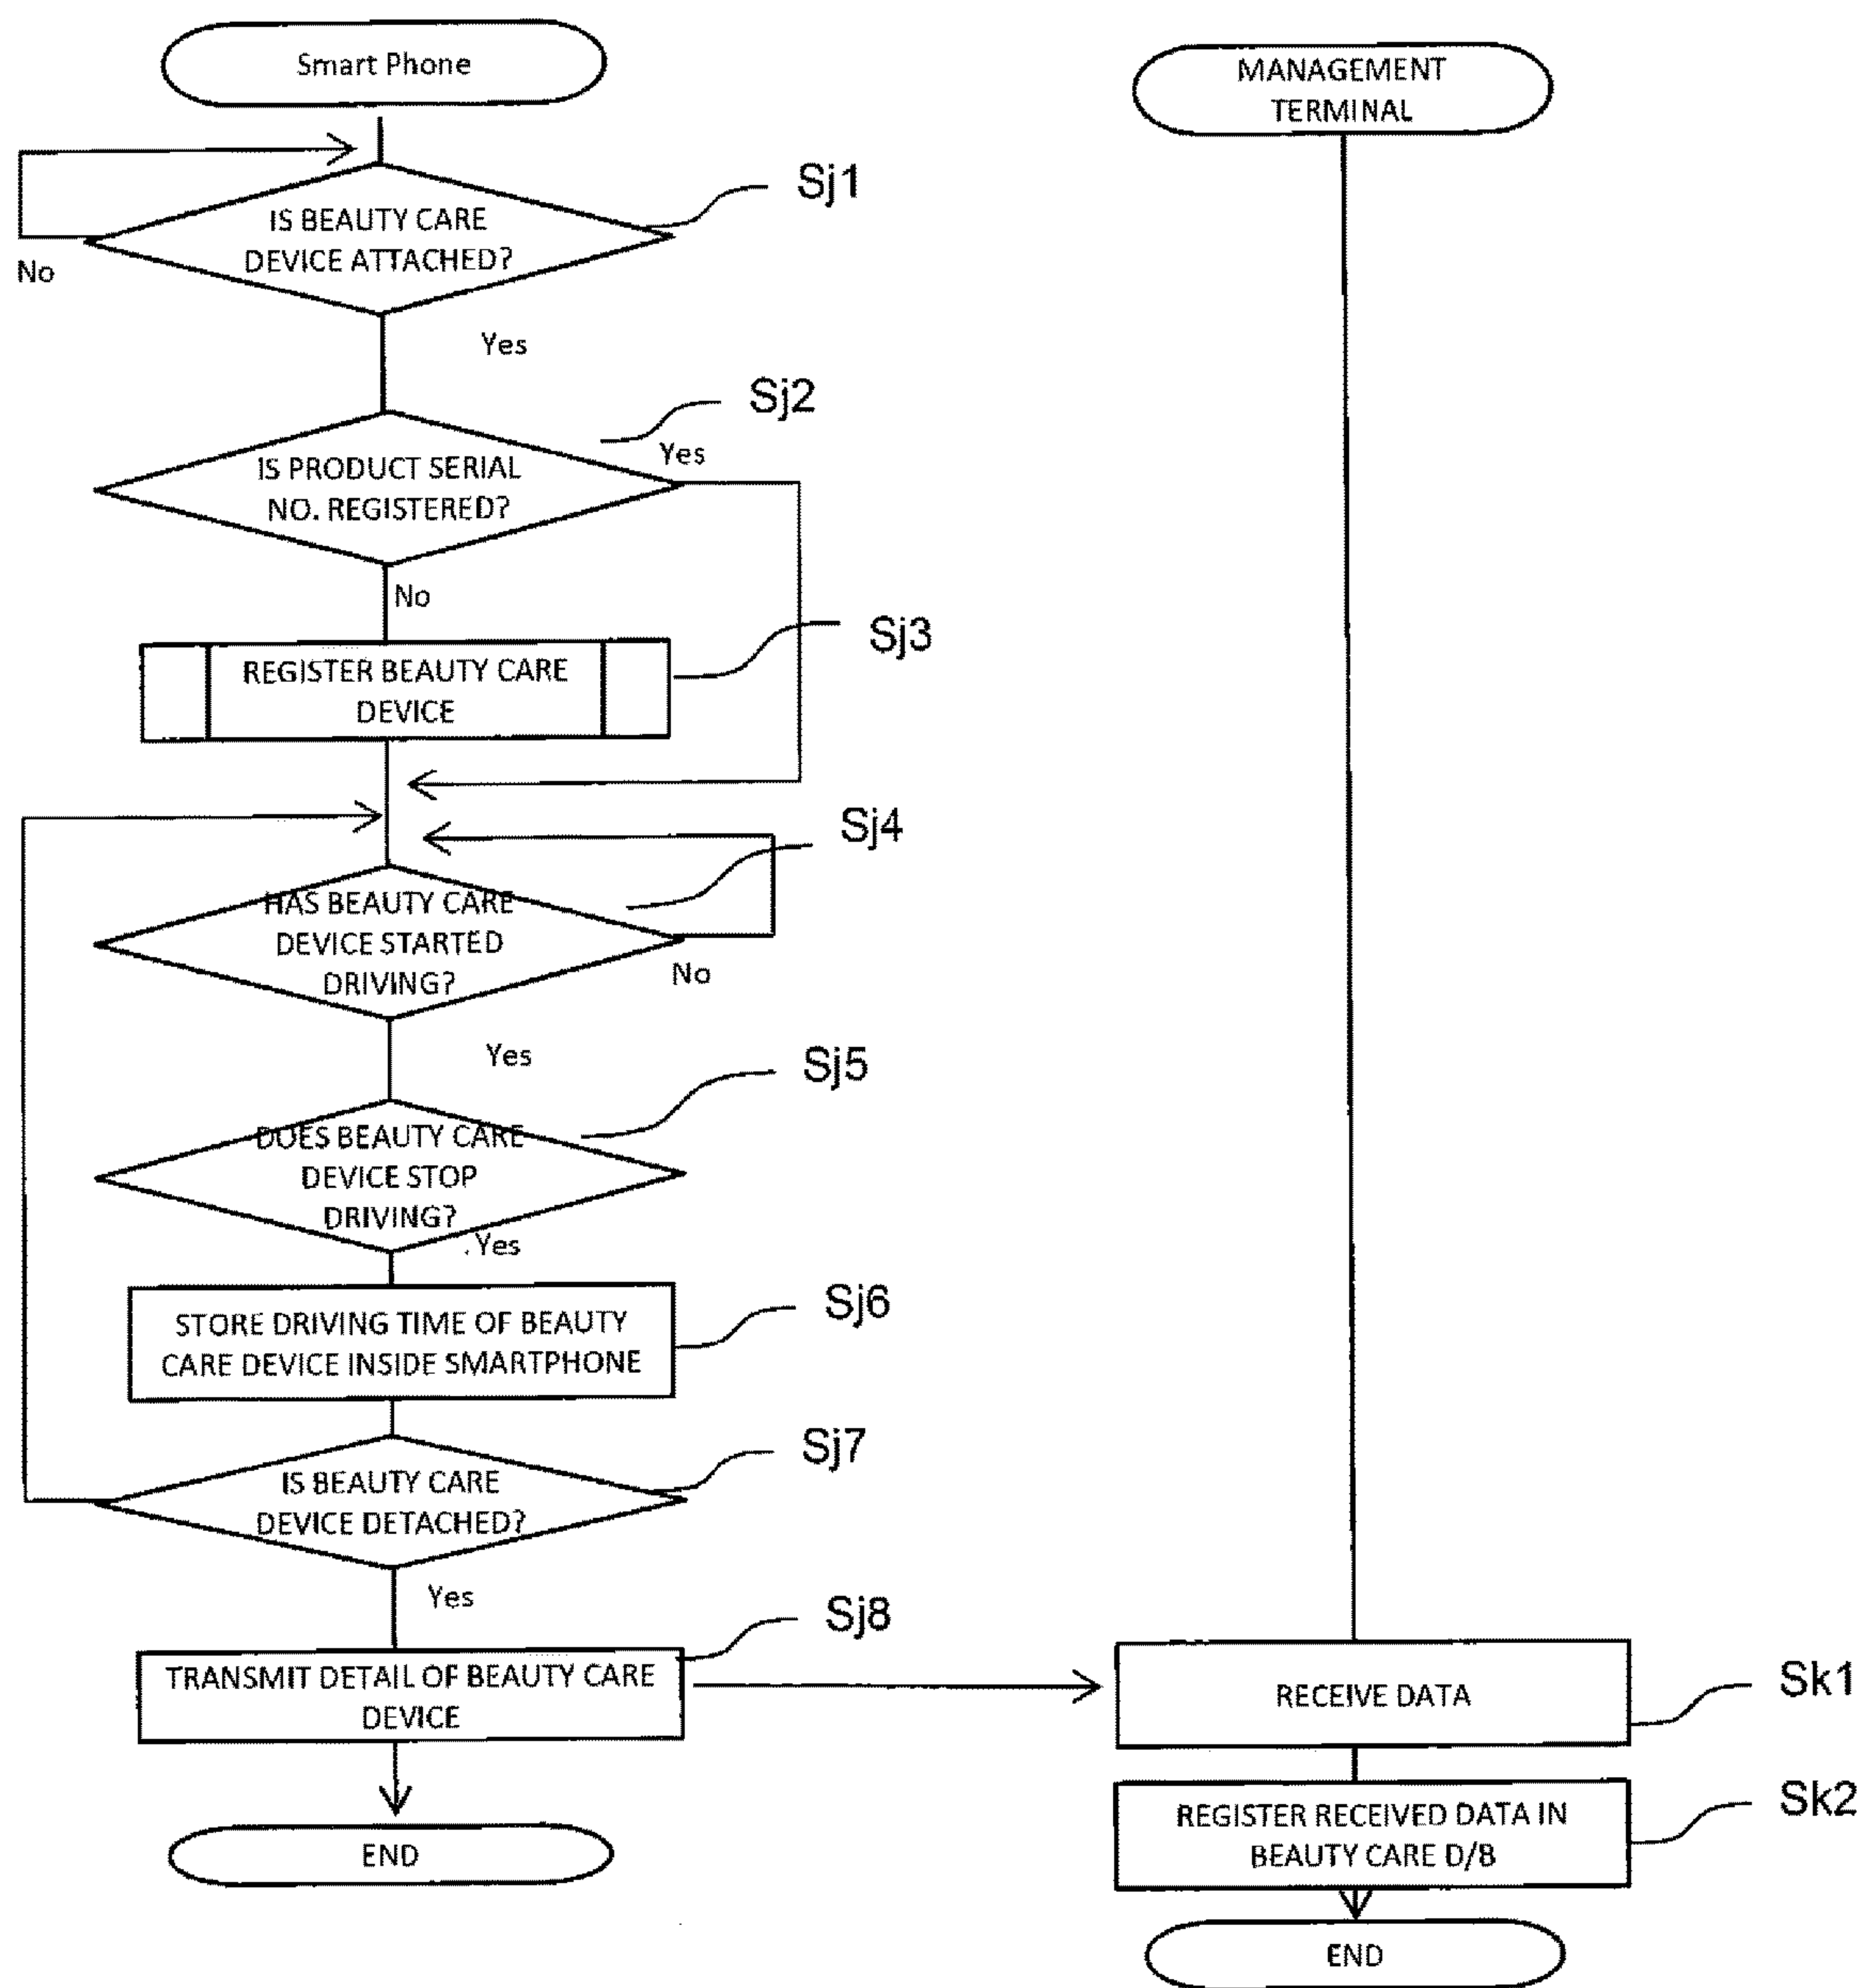 Smart Phone
MANAGEMENT
TERMINAL
Sj1
IS BEAUTY CARE
DEVICE ATTACHED?
No
Yes
Sj2
Yes
IS PRODUCT SERIAL
NO. REGISTERED?
No
Sj3
REGISTER BEAUTY CARE
DEVICE
Sj4
HAS BEAUTY CARE
DEVICE STARTED
DRIVING?
No
Yes
Sj5
DOES BEAUTY CARE
DEVICE STOP
DRIVING?
Yes
Sj6
STORE DRIVING TIME OF BEAUTY
CARE DEVICE INSIDE SMARTPHONE
Sj7
IS BEAUTY CARE
DEVICE DETACHED?
Yes
Sj8
TRANSMIT DETAIL OF BEAUTY CARE
DEVICE
RECEIVE DATA
Sk1
REGISTER RECEIVED DATA IN
BEAUTY CARE D/B
Sk2
END
END